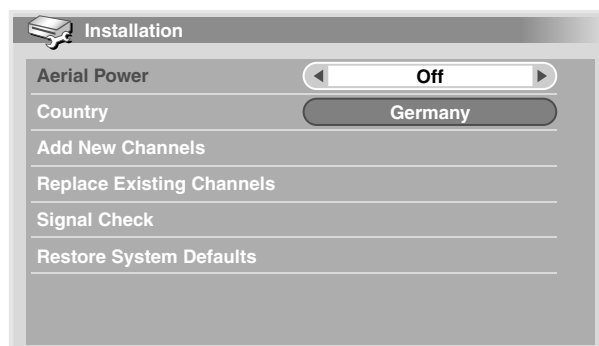 Installation
Aerial Power Off
Country Germany
Add New Channels
Replace Existing Channels
Signal Check
Restore System Defaults